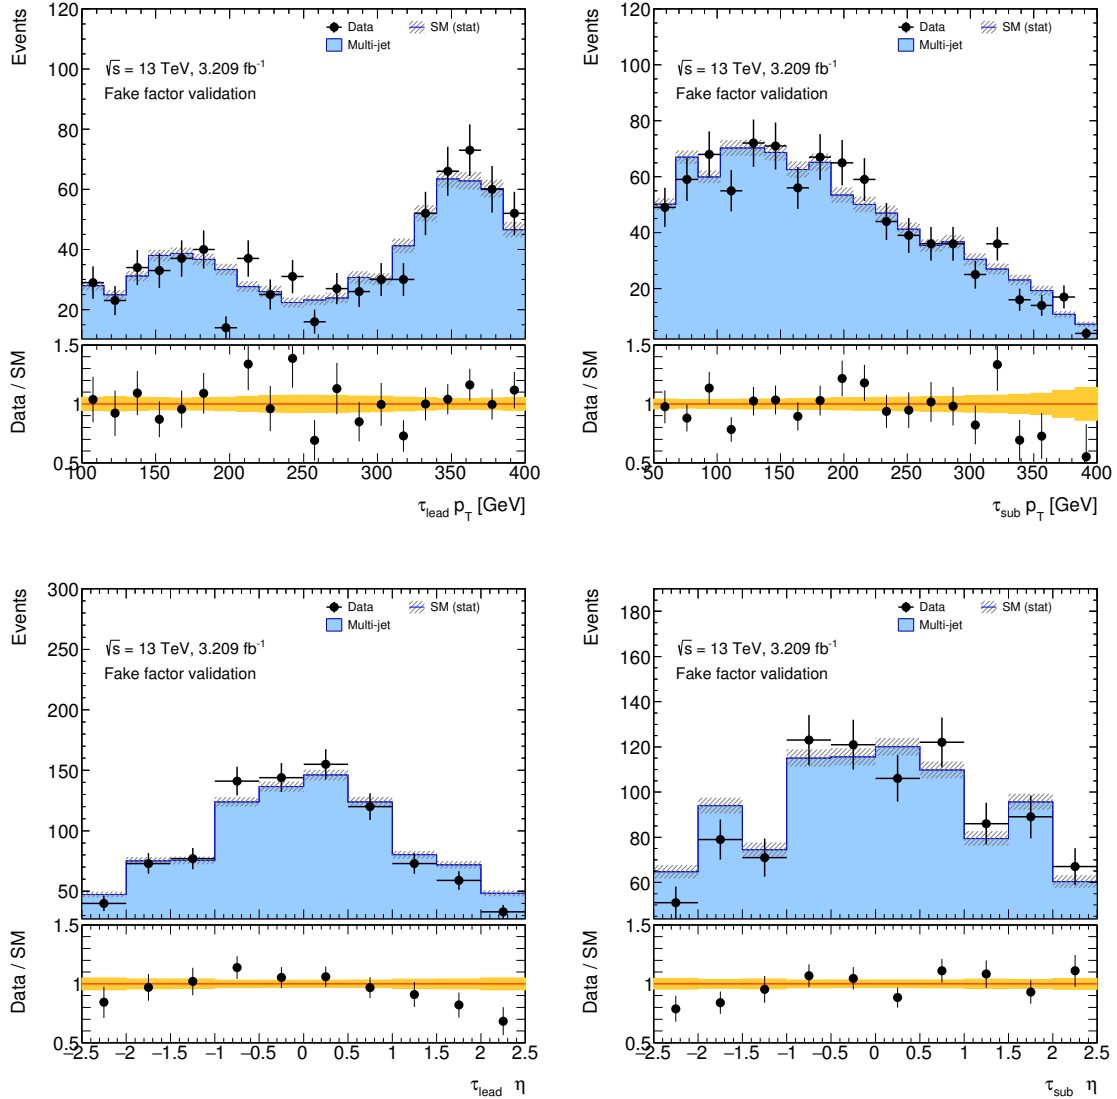 Events
120
100
80
60
40
20
Data
SM (stat)
Multi-jet
√s = 13 TeV, 3.209 fb⁻¹
Fake factor validation
Data / SM
1.5
1
0.5
100 150 200 250 300 350 400
τlead pT [GeV]
Events
120
100
80
60
40
20
Data
SM (stat)
Multi-jet
√s = 13 TeV, 3.209 fb⁻¹
Fake factor validation
Data / SM
1.5
1
0.5
50 100 150 200 250 300 350 400
τsub pT [GeV]
Events
300
250
200
150
100
50
Data
SM (stat)
Multi-jet
√s = 13 TeV, 3.209 fb⁻¹
Fake factor validation
Data / SM
1.5
1
0.5
−2.5 −2 −1.5 −1 −0.5 0 0.5 1 1.5 2 2.5
τlead η
Events
180
160
140
120
100
80
60
Data
SM (stat)
Multi-jet
√s = 13 TeV, 3.209 fb⁻¹
Fake factor validation
Data / SM
1.5
1
0.5
−2.5 −2 −1.5 −1 −0.5 0 0.5 1 1.5 2 2.5
τsub η